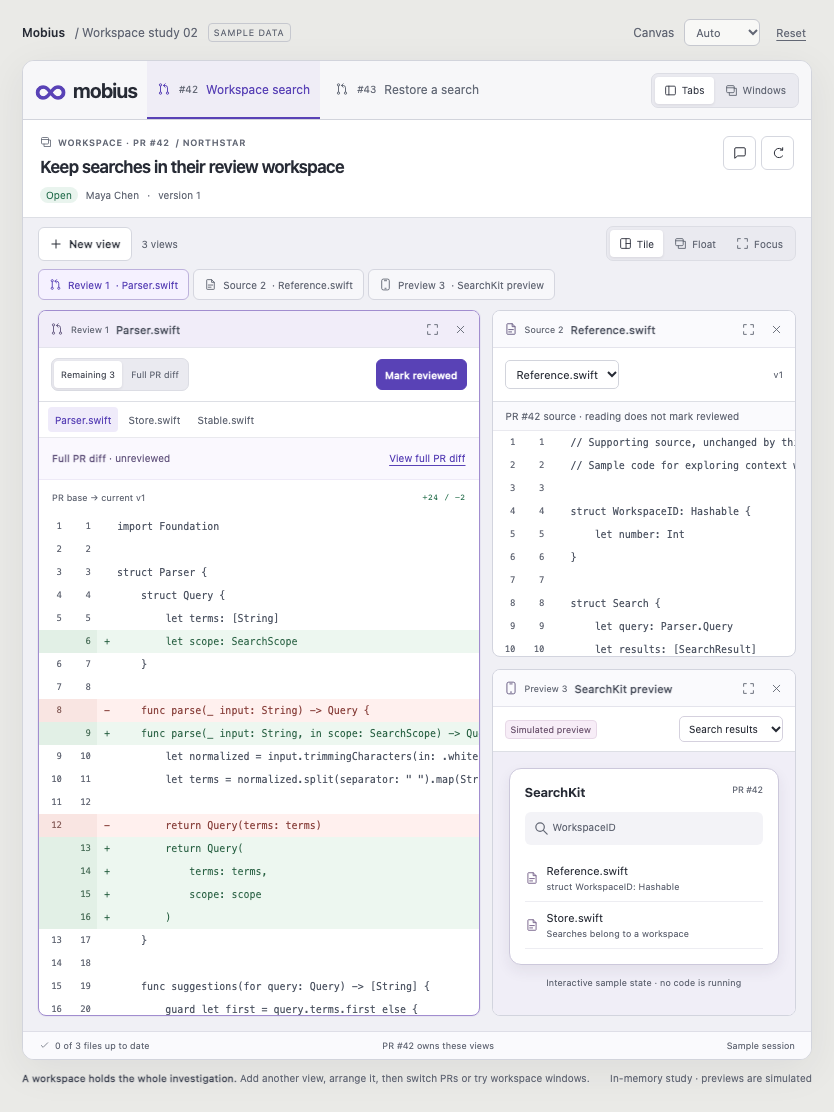 Mobius / Workspace study 02 SAMPLE DATA Canvas Auto Reset
mobius #42 Workspace search #43 Restore a search Tabs Windows
WORKSPACE · PR #42 / NORTHSTAR
Keep searches in their review workspace
Open Maya Chen · version 1
+ New view 3 views Tile Float Focus
Review 1 · Parser.swift Source 2 · Reference.swift Preview 3 · SearchKit preview
Review 1 Parser.swift
Remaining 3 Full PR diff Mark reviewed
Parser.swift Store.swift Stable.swift
Full PR diff · unreviewed View full PR diff
PR base → current v1 +24 / −2
1 1 import Foundation
2 2
3 3 struct Parser {
4 4 struct Query {
5 5 let terms: [String]
6 + let scope: SearchScope
6 7 }
7 8
8 − func parse(_ input: String) -> Query {
9 + func parse(_ input: String, in scope: SearchScope) -> Qu
9 10 let normalized = input.trimmingCharacters(in: .white
10 11 let terms = normalized.split(separator: " ").map(Str
11 12
12 − return Query(terms: terms)
13 + return Query(
14 + terms: terms,
15 + scope: scope
16 + )
13 17 }
14 18
15 19 func suggestions(for query: Query) -> [String] {
16 20 guard let first = query.terms.first else {
Source 2 Reference.swift
Reference.swift v1
PR #42 source · reading does not mark reviewed
1 1 // Supporting source, unchanged by thi
2 2 // Sample code for exploring context w
3 3
4 4 struct WorkspaceID: Hashable {
5 5 let number: Int
6 6 }
7 7
8 8 struct Search {
9 9 let query: Parser.Query
10 10 let results: [SearchResult]
Preview 3 SearchKit preview
Simulated preview Search results
SearchKit PR #42
WorkspaceID
Reference.swift
struct WorkspaceID: Hashable
Store.swift
Searches belong to a workspace
Interactive sample state · no code is running
0 of 3 files up to date PR #42 owns these views Sample session
A workspace holds the whole investigation. Add another view, arrange it, then switch PRs or try workspace windows. In-memory study · previews are simulated